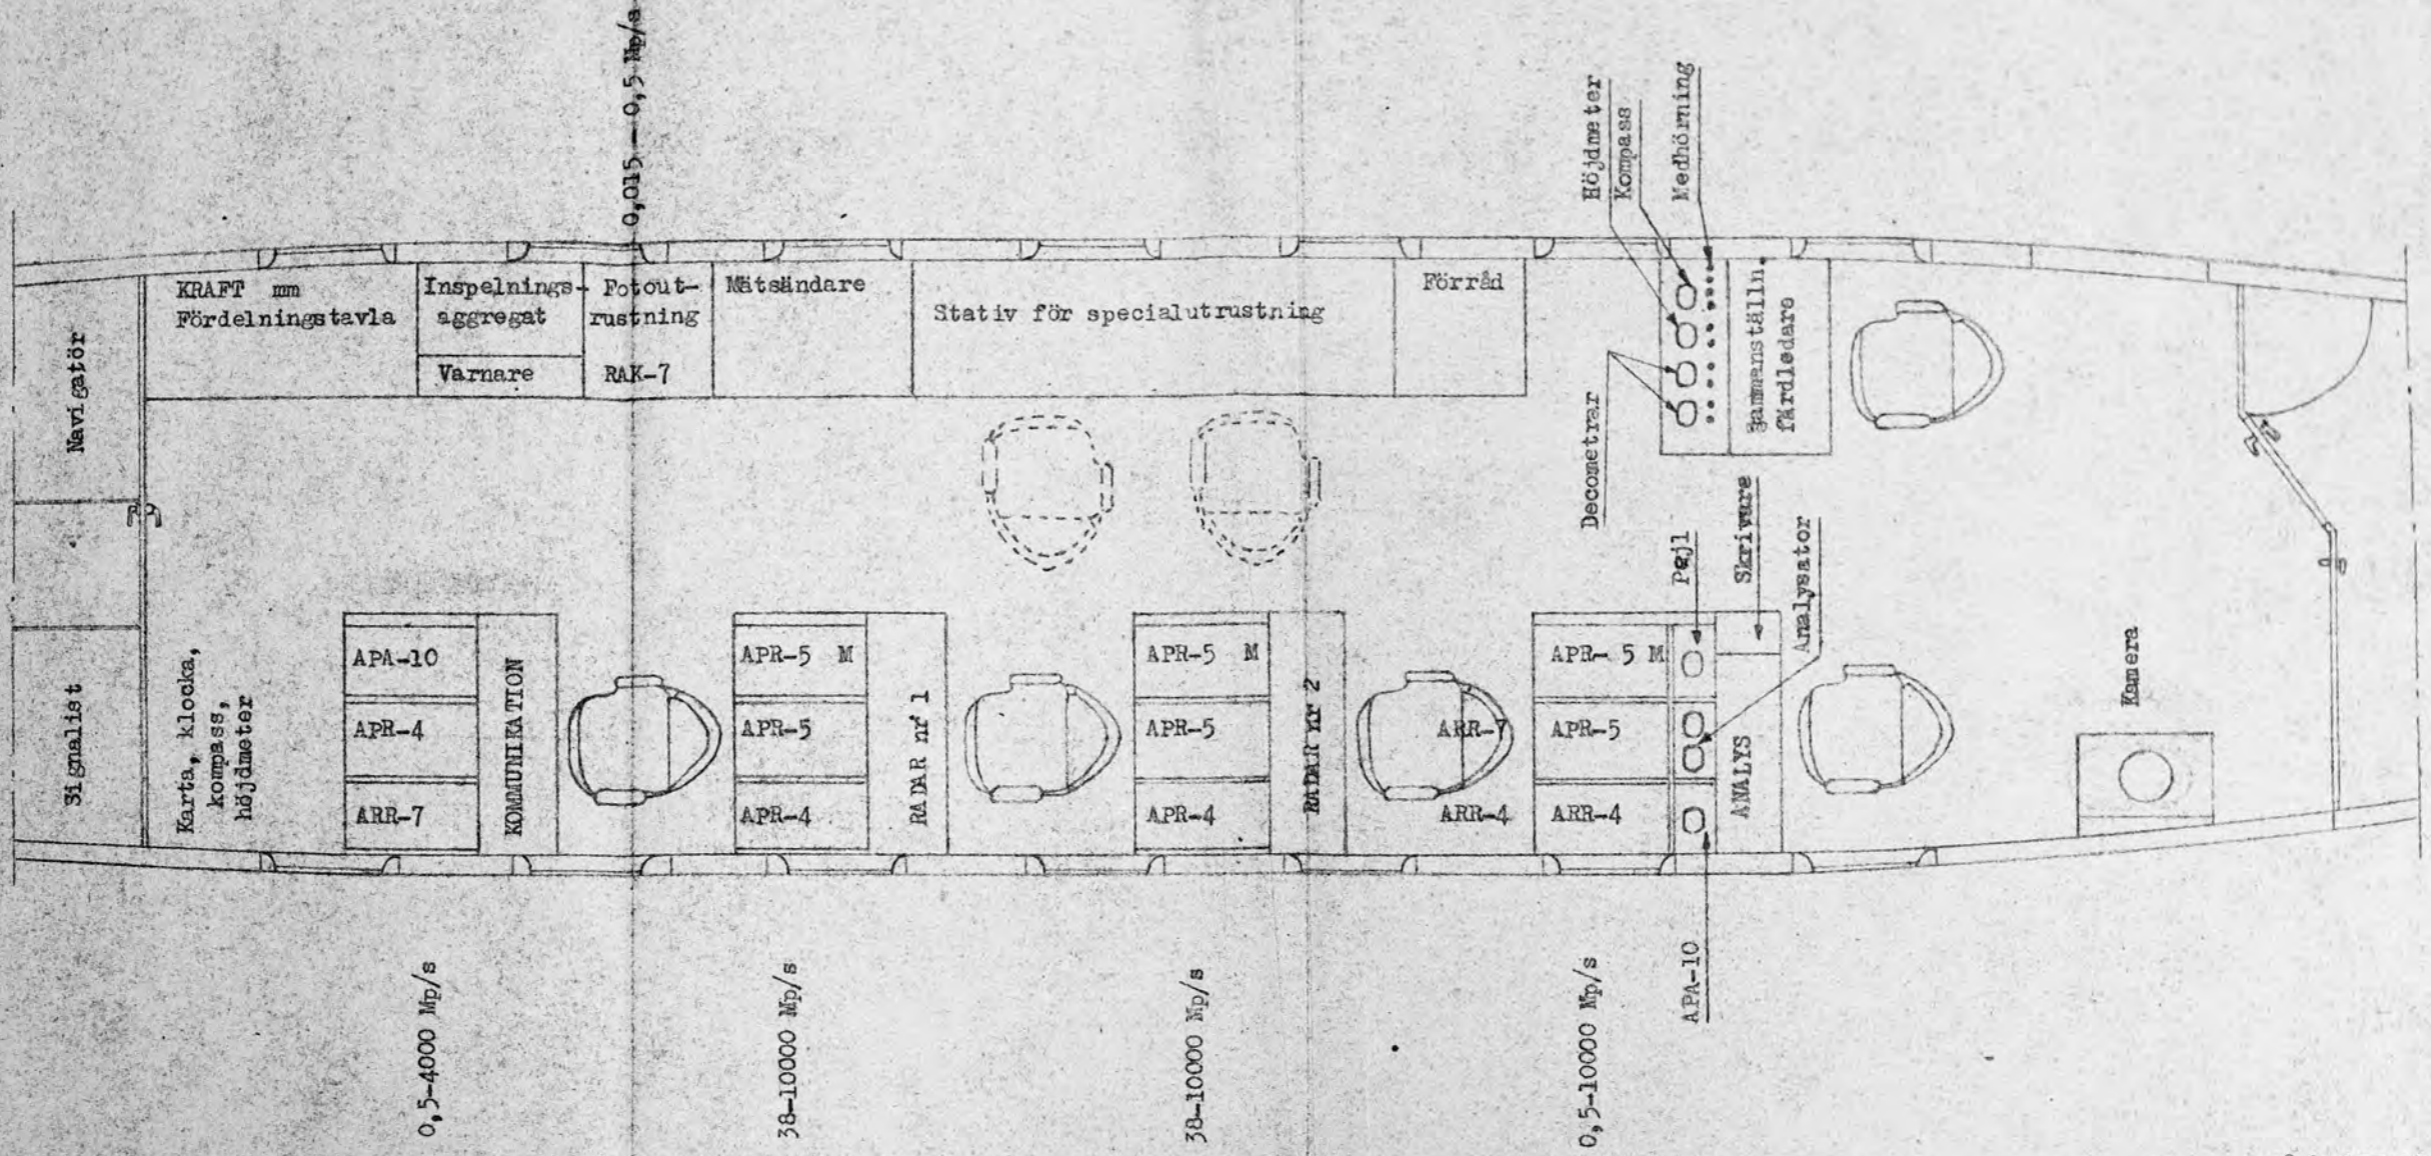 0,015 — 0,5 Mp/s
Höjdmeter
Kompass
Medhörning
Navigatör
KRAFT mm
Fördelningstavla
Inspelnings-
aggregat
Varnare
Fotout-
rustning
RAK-7
Mätsändare
Stativ för specialutrustning
Förråd
Decometrar
Sammanställn.
färdledare
Signalist
Karta, klocka,
kompass,
höjdmeter
APA-10
APR-4
ARR-7
KOMMUNIKATION
APR-5 M
APR-5
APR-4
RADAR nr 1
APR-5 M
APR-5
APR-4
RADAR nr 2
ARR-7
ARR-4
APR-5 M
APR-5
ARR-4
Pejl
Skrivare
Analysator
ANALYS
Kamera
0,5-4000 Mp/s
38-10000 Mp/s
38-10000 Mp/s
0,5-10000 Mp/s
APA-10